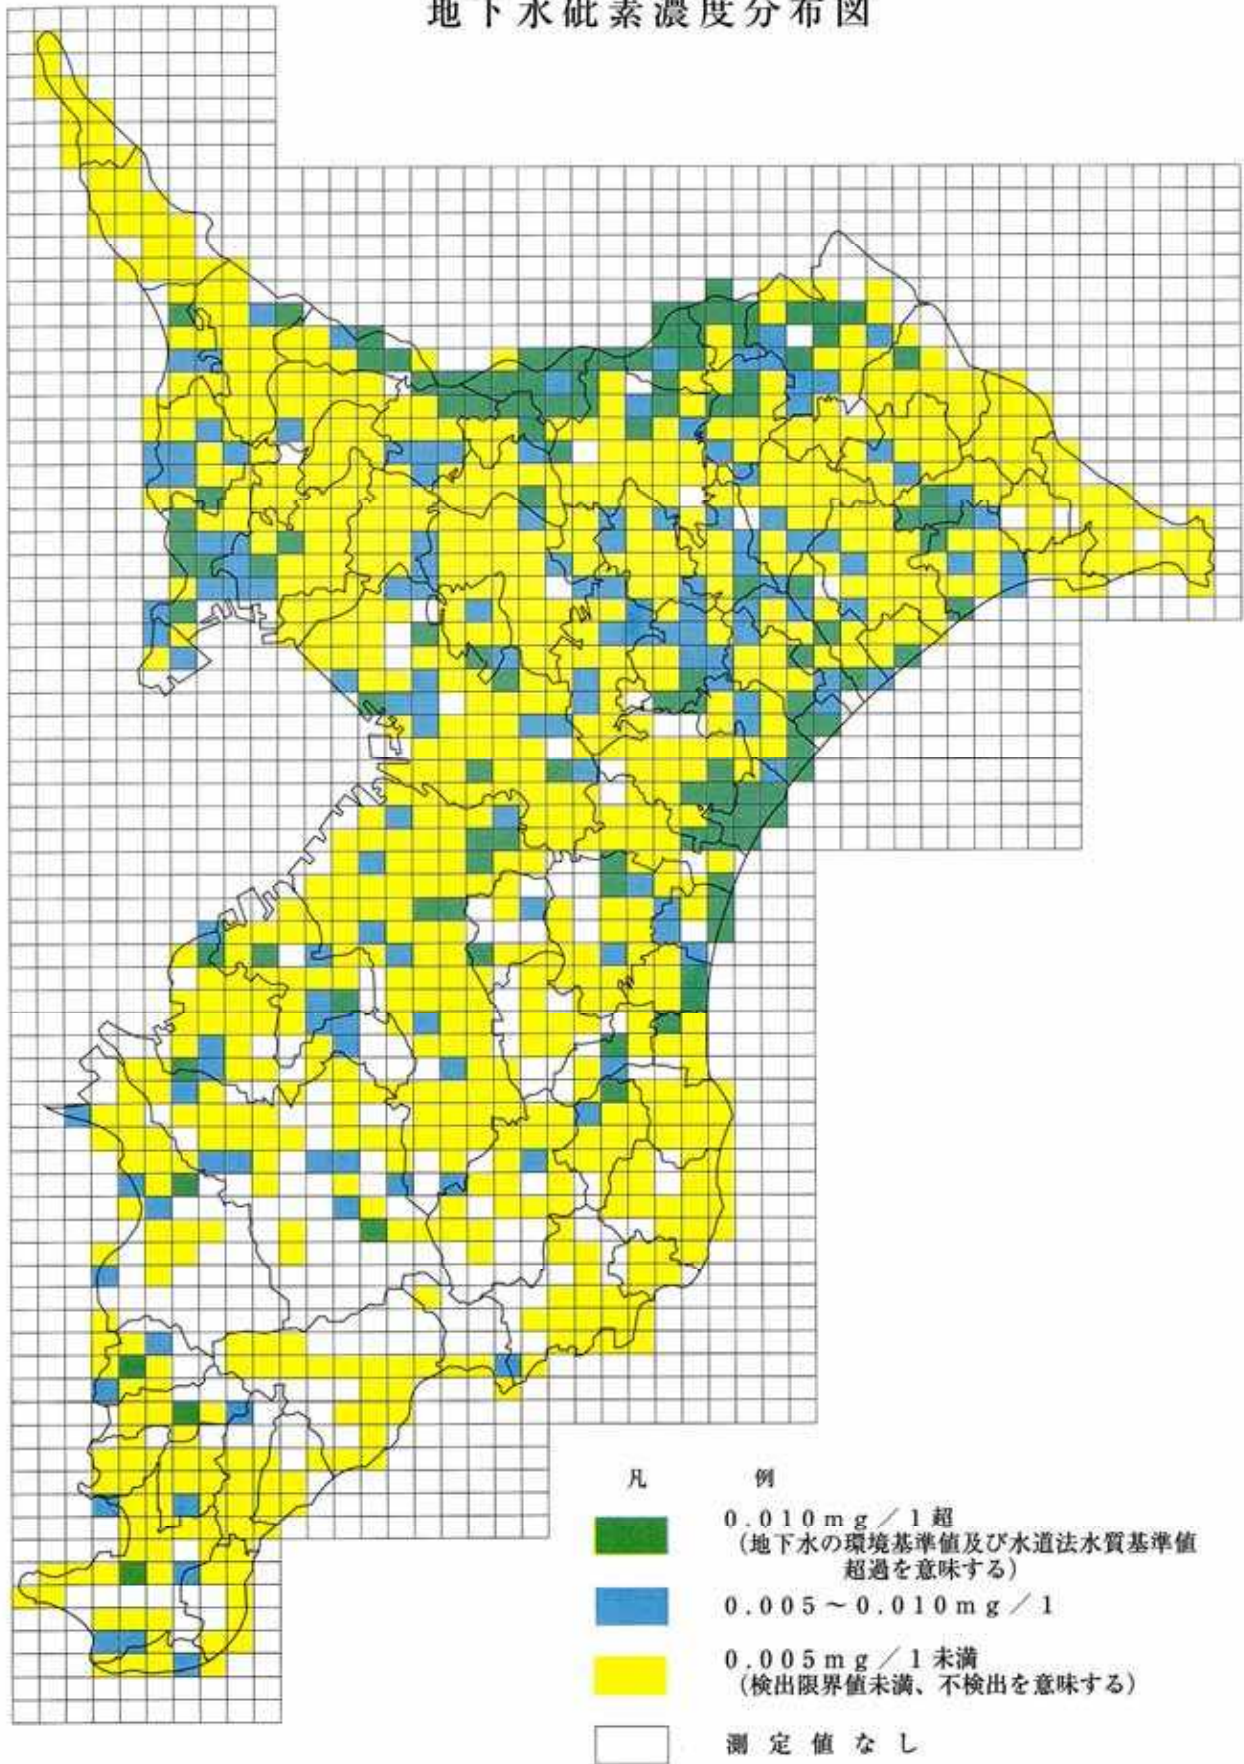 地下水砒素濃度分布図
凡　例
0.010mg／1超
（地下水の環境基準値及び水道法水質基準値
超過を意味する）
0.005～0.010mg／1
0.005mg／1未満
（検出限界値未満、不検出を意味する）
測定値なし